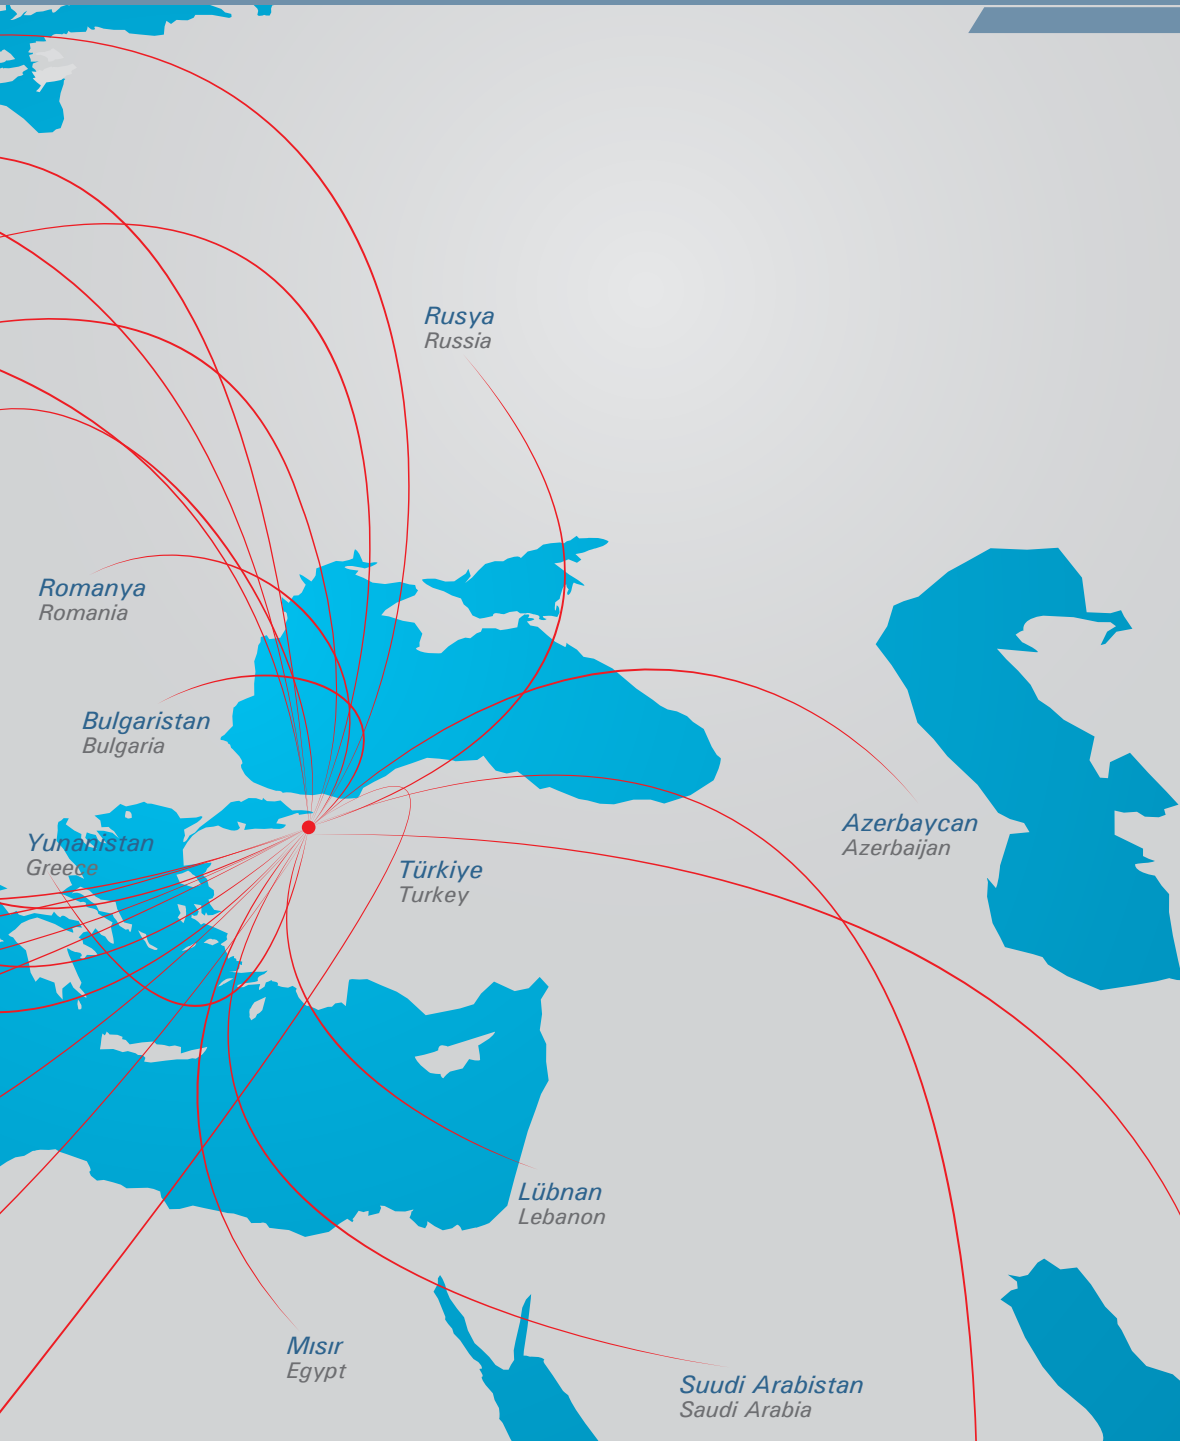 Rusya
Russia
Romanya
Romania
Bulgaristan
Bulgaria
Yunanistan
Greece
Azerbaycan
Azerbaijan
Türkiye
Turkey
Lübnan
Lebanon
Mısır
Egypt
Suudi Arabistan
Saudi Arabia